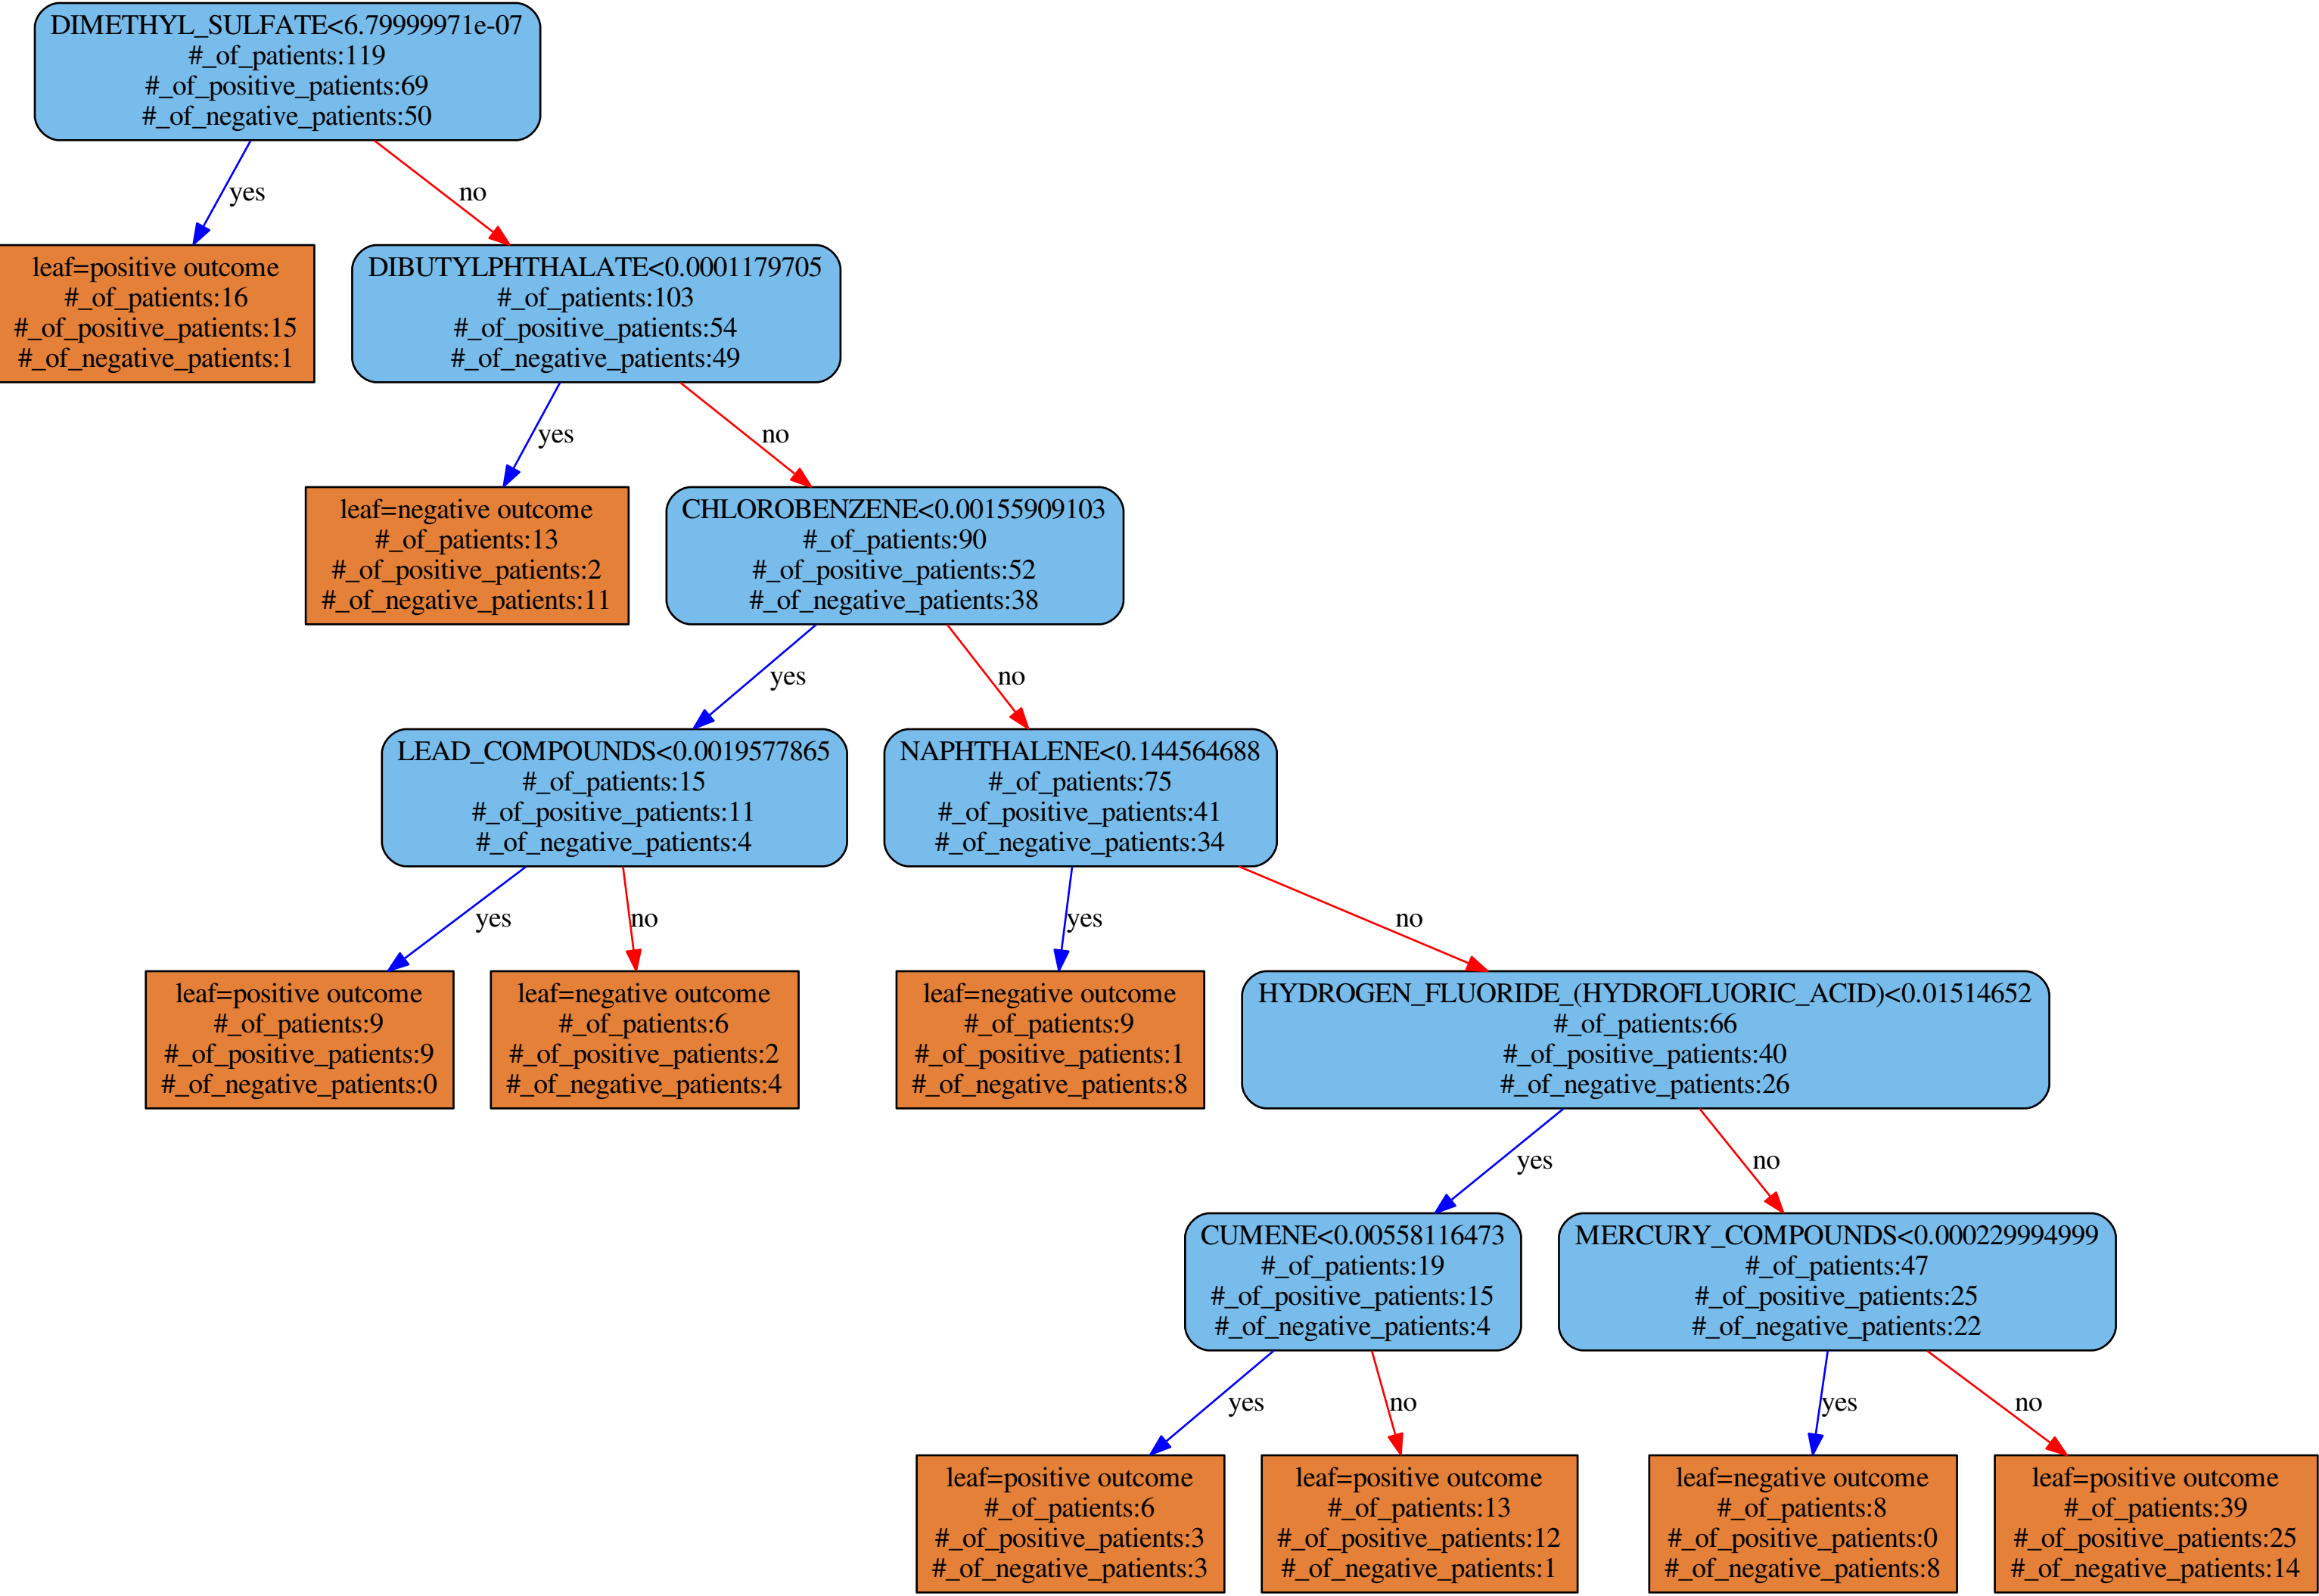 DIMETHYL_SULFATE<6.79999971e-07
#_of_patients:119
#_of_positive_patients:69
#_of_negative_patients:50
yes
no
leaf=positive outcome
#_of_patients:16
#_of_positive_patients:15
#_of_negative_patients:1
DIBUTYLPHTHALATE<0.0001179705
#_of_patients:103
#_of_positive_patients:54
#_of_negative_patients:49
yes
no
leaf=negative outcome
#_of_patients:13
#_of_positive_patients:2
#_of_negative_patients:11
CHLOROBENZENE<0.00155909103
#_of_patients:90
#_of_positive_patients:52
#_of_negative_patients:38
yes
no
LEAD_COMPOUNDS<0.0019577865
#_of_patients:15
#_of_positive_patients:11
#_of_negative_patients:4
NAPHTHALENE<0.144564688
#_of_patients:75
#_of_positive_patients:41
#_of_negative_patients:34
yes
no
yes
no
leaf=positive outcome
#_of_patients:9
#_of_positive_patients:9
#_of_negative_patients:0
leaf=negative outcome
#_of_patients:6
#_of_positive_patients:2
#_of_negative_patients:4
leaf=negative outcome
#_of_patients:9
#_of_positive_patients:1
#_of_negative_patients:8
HYDROGEN_FLUORIDE_(HYDROFLUORIC_ACID)<0.01514652
#_of_patients:66
#_of_positive_patients:40
#_of_negative_patients:26
yes
no
CUMENE<0.00558116473
#_of_patients:19
#_of_positive_patients:15
#_of_negative_patients:4
MERCURY_COMPOUNDS<0.000229994999
#_of_patients:47
#_of_positive_patients:25
#_of_negative_patients:22
yes
no
yes
no
leaf=positive outcome
#_of_patients:6
#_of_positive_patients:3
#_of_negative_patients:3
leaf=positive outcome
#_of_patients:13
#_of_positive_patients:12
#_of_negative_patients:1
leaf=negative outcome
#_of_patients:8
#_of_positive_patients:0
#_of_negative_patients:8
leaf=positive outcome
#_of_patients:39
#_of_positive_patients:25
#_of_negative_patients:14